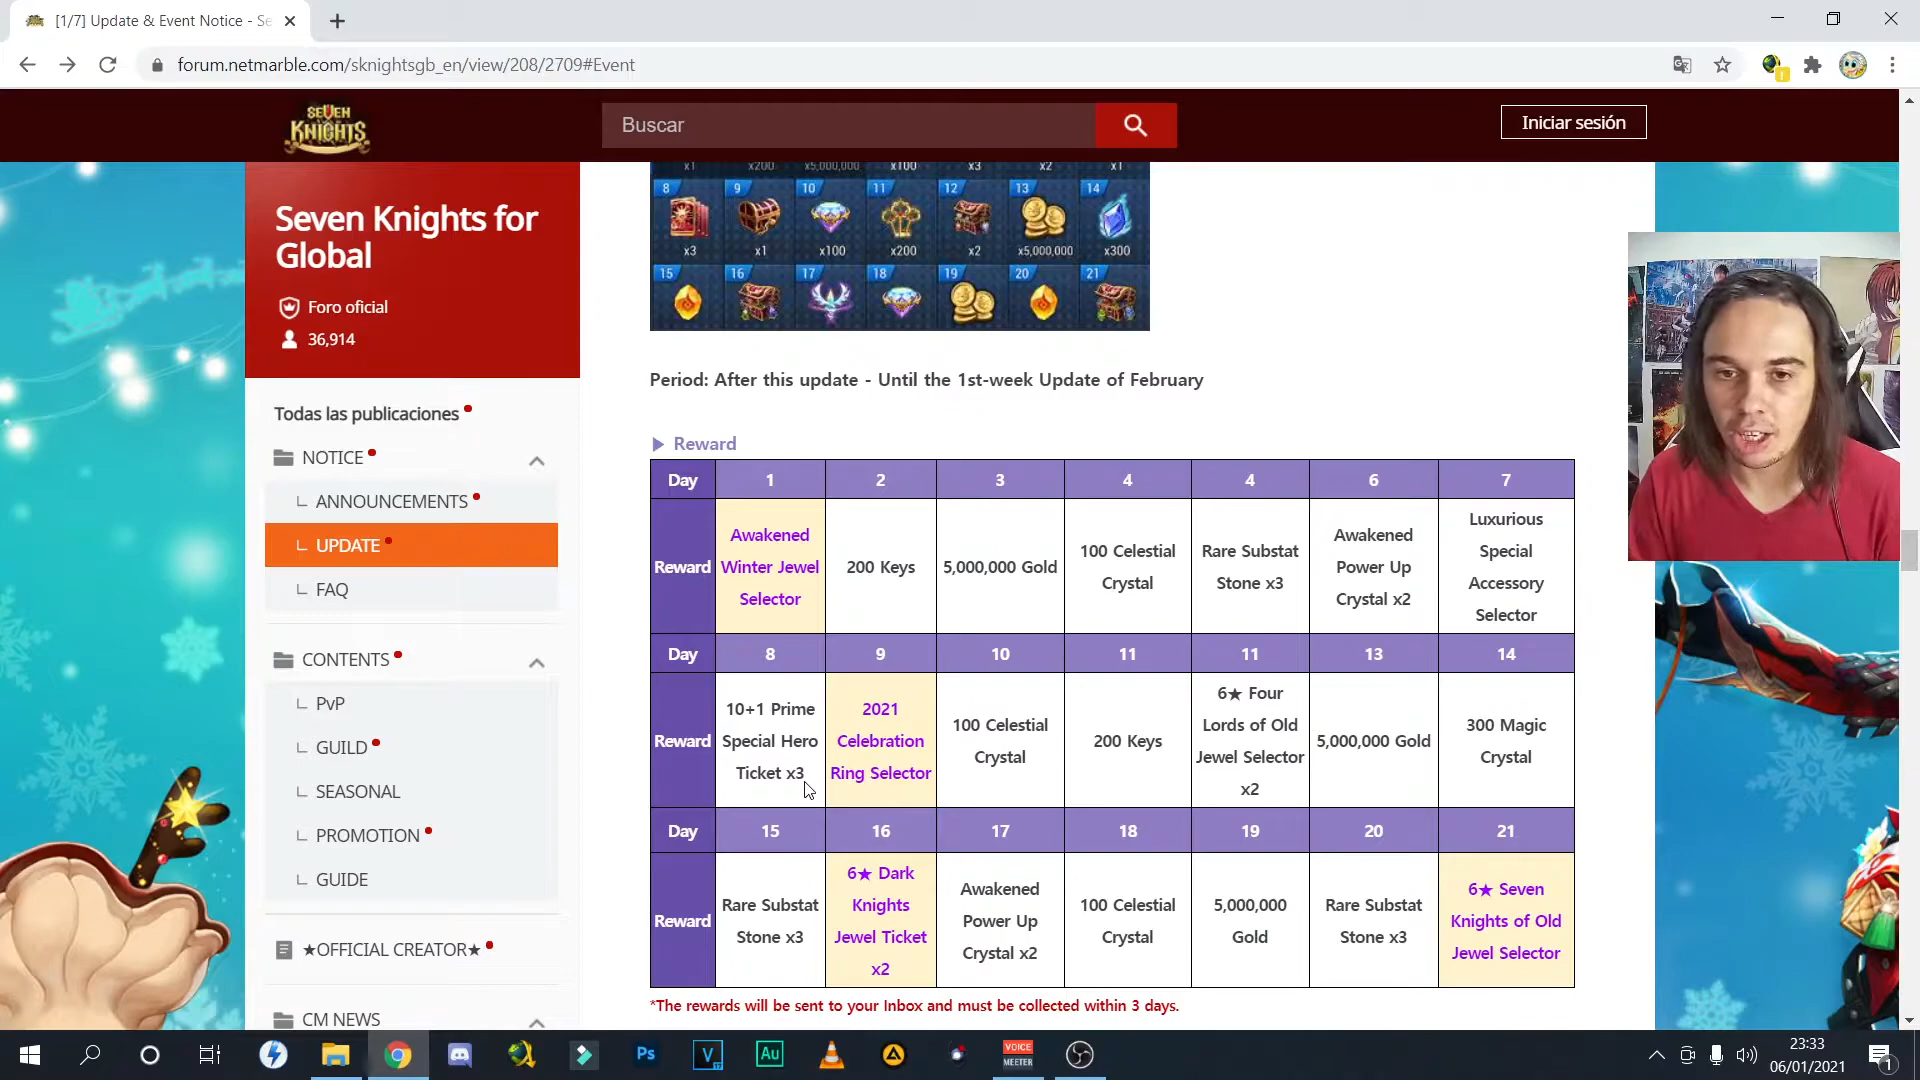 [1/7] Update & Event Notice - Se
forum.netmarble.com/sknightsgb_en/view/208/2709#Event
SEVEN KNIGHTS
Buscar
Iniciar sesión
Seven Knights for Global
Foro oficial
36,914
Todas las publicaciones
NOTICE
ANNOUNCEMENTS
UPDATE
FAQ
CONTENTS
PvP
GUILD
SEASONAL
PROMOTION
GUIDE
★OFFICIAL CREATOR★
CM NEWS
x1 x200 x5,000,000 x100 x3 x2 x1
8 9 10 11 12 13 14
x3 x1 x100 x200 x2 x5,000,000 x300
15 16 17 18 19 20 21
Period: After this update - Until the 1st-week Update of February
▶ Reward
Day 1 2 3 4 4 6 7
Reward Awakened Winter Jewel Selector 200 Keys 5,000,000 Gold 100 Celestial Crystal Rare Substat Stone x3 Awakened Power Up Crystal x2 Luxurious Special Accessory Selector
Day 8 9 10 11 11 13 14
Reward 10+1 Prime Special Hero Ticket x3 2021 Celebration Ring Selector 100 Celestial Crystal 200 Keys 6★ Four Lords of Old Jewel Selector x2 5,000,000 Gold 300 Magic Crystal
Day 15 16 17 18 19 20 21
Reward Rare Substat Stone x3 6★ Dark Knights Jewel Ticket x2 Awakened Power Up Crystal x2 100 Celestial Crystal 5,000,000 Gold Rare Substat Stone x3 6★ Seven Knights of Old Jewel Selector
*The rewards will be sent to your Inbox and must be collected within 3 days.
Ps
V
Au
VOICE MEETER
23:33
06/01/2021
1